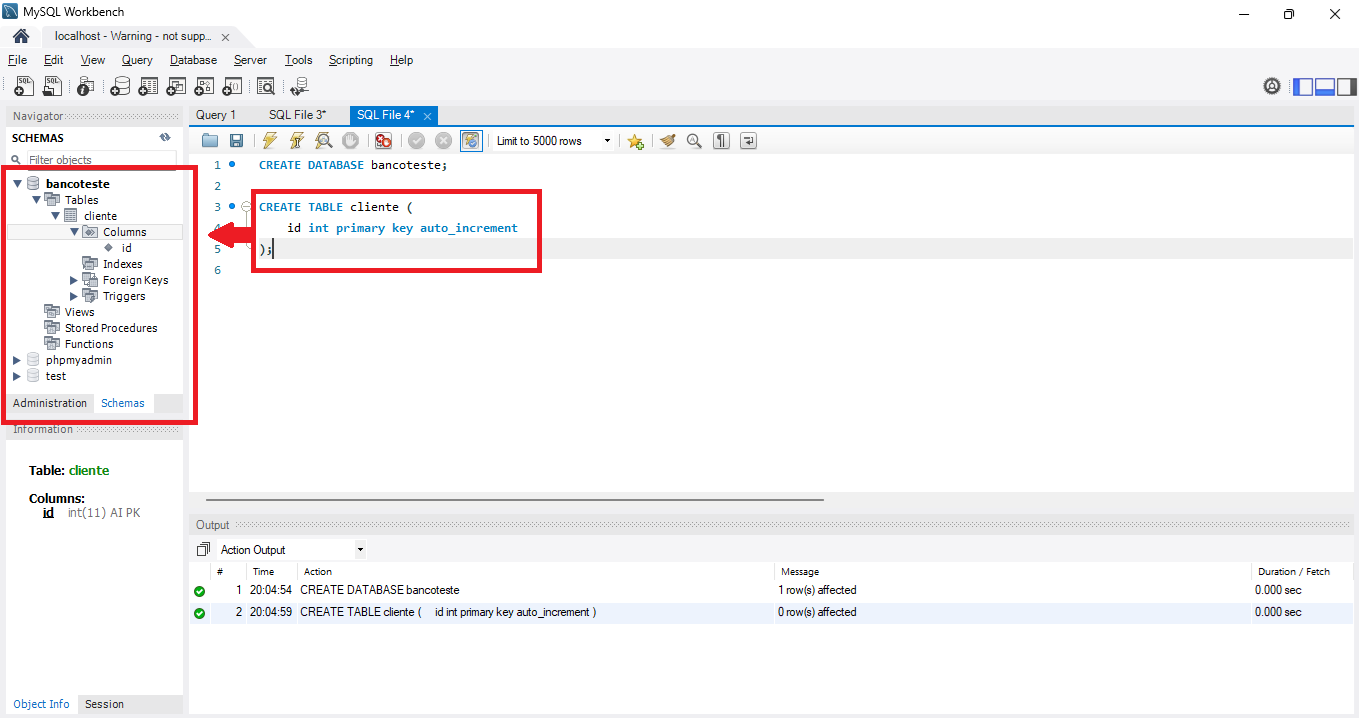 MySQL Workbench
localhost - Warning - not supp...
File Edit View Query Database Server Tools Scripting Help
Navigator
SCHEMAS
Filter objects
bancoteste
Tables
cliente
Columns
id
Indexes
Foreign Keys
Triggers
Views
Stored Procedures
Functions
phpmyadmin
test
Administration Schemas
Information
Table: cliente
Columns:
id int(11) AI PK
Object Info Session
Query 1 SQL File 3* SQL File 4*
Limit to 5000 rows
1 CREATE DATABASE bancoteste;
2
3 CREATE TABLE cliente (
4 id int primary key auto_increment
5 );
6
Output
Action Output
# Time Action Message Duration / Fetch
1 20:04:54 CREATE DATABASE bancoteste 1 row(s) affected 0.000 sec
2 20:04:59 CREATE TABLE cliente ( id int primary key auto_increment ) 0 row(s) affected 0.000 sec